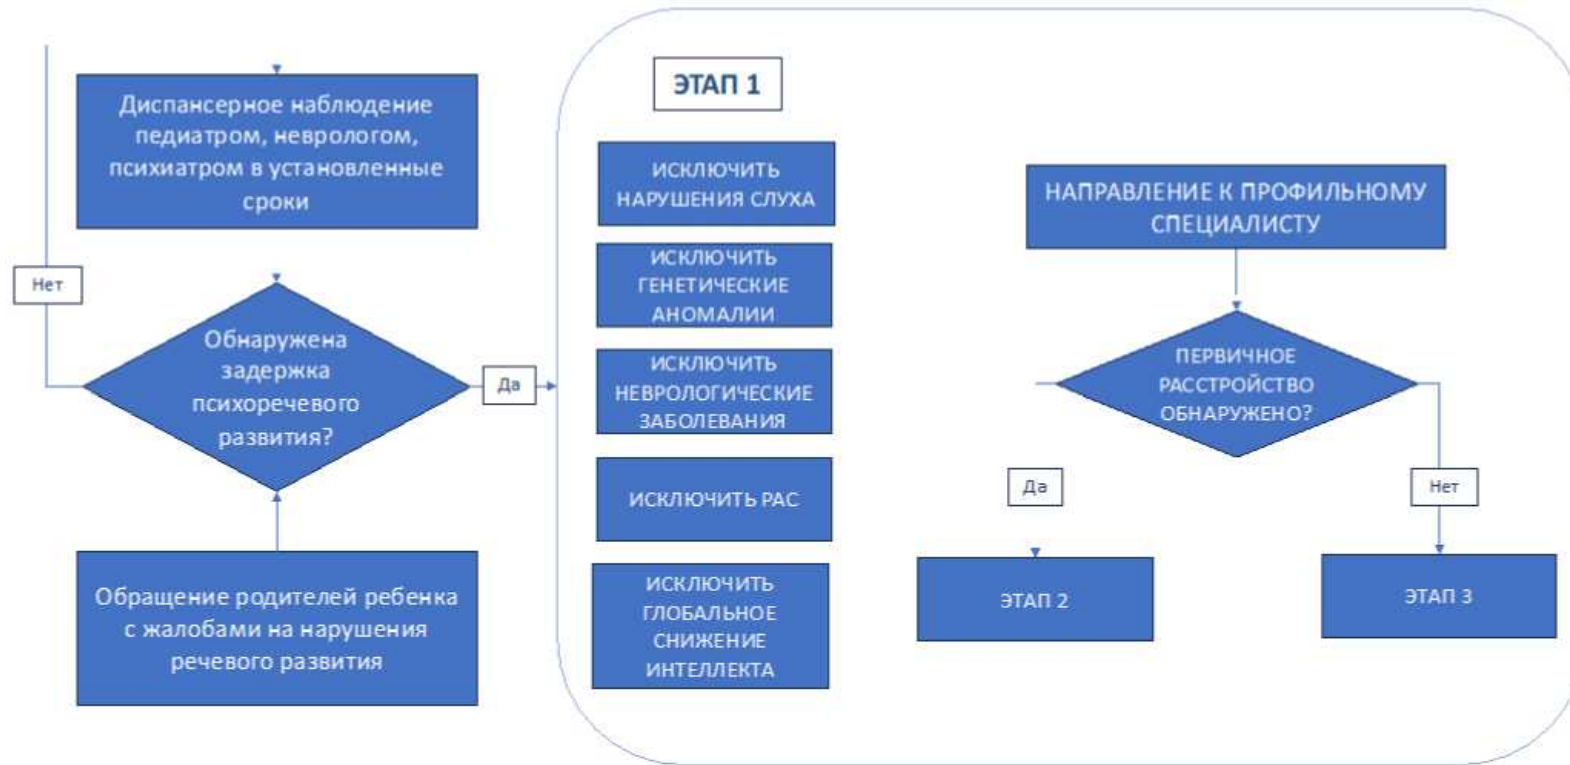 Диспансерное наблюдение
педиатром, неврологом,
психиатром в установленные
сроки
Нет
Обнаружена
задержка
психоречевого
развития?
Да
Обращение родителей ребенка
с жалобами на нарушения
речевого развития
ЭТАП 1
ИСКЛЮЧИТЬ
НАРУШЕНИЯ СЛУХА
ИСКЛЮЧИТЬ
ГЕНЕТИЧЕСКИЕ
АНОМАЛИИ
ИСКЛЮЧИТЬ
НЕВРОЛОГИЧЕСКИЕ
ЗАБОЛЕВАНИЯ
ИСКЛЮЧИТЬ РАС
ИСКЛЮЧИТЬ
ГЛОБАЛЬНОЕ
СНИЖЕНИЕ
ИНТЕЛЛЕКТА
НАПРАВЛЕНИЕ К ПРОФИЛЬНОМУ
СПЕЦИАЛИСТУ
ПЕРВИЧНОЕ
РАССТРОЙСТВО
ОБНАРУЖЕНО?
Да
Нет
ЭТАП 2
ЭТАП 3